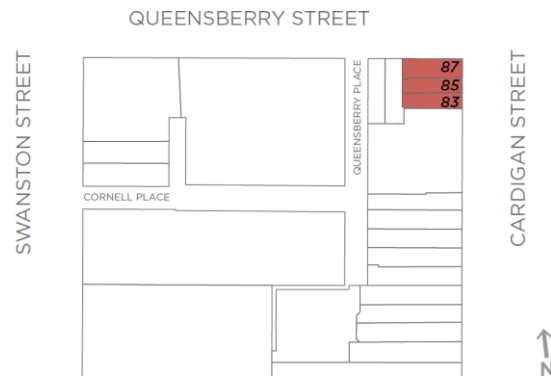 QUEENSBERRY STREET
SWANSTON STREET
QUEENSBERRY PLACE
87
85
83
CARDIGAN STREET
CORNELL PLACE
N